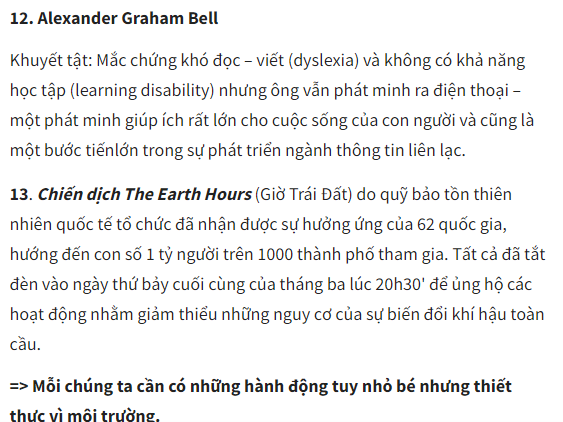 12. Alexander Graham Bell
Khuyết tật: Mắc chứng khó đọc – viết (dyslexia) và không có khả năng
học tập (learning disability) nhưng ông vẫn phát minh ra điện thoại –
một phát minh giúp ích rất lớn cho cuộc sống của con người và cũng là
một bước tiếnlớn trong sự phát triển ngành thông tin liên lạc.
13. Chiến dịch The Earth Hours (Giờ Trái Đất) do quỹ bảo tồn thiên
nhiên quốc tế tổ chức đã nhận được sự hưởng ứng của 62 quốc gia,
hướng đến con số 1 tỷ người trên 1000 thành phố tham gia. Tất cả đã tắt
đèn vào ngày thứ bảy cuối cùng của tháng ba lúc 20h30' để ủng hộ các
hoạt động nhằm giảm thiểu những nguy cơ của sự biến đổi khí hậu toàn
cầu.
=> Mỗi chúng ta cần có những hành động tuy nhỏ bé nhưng thiết
thực vì môi trường.